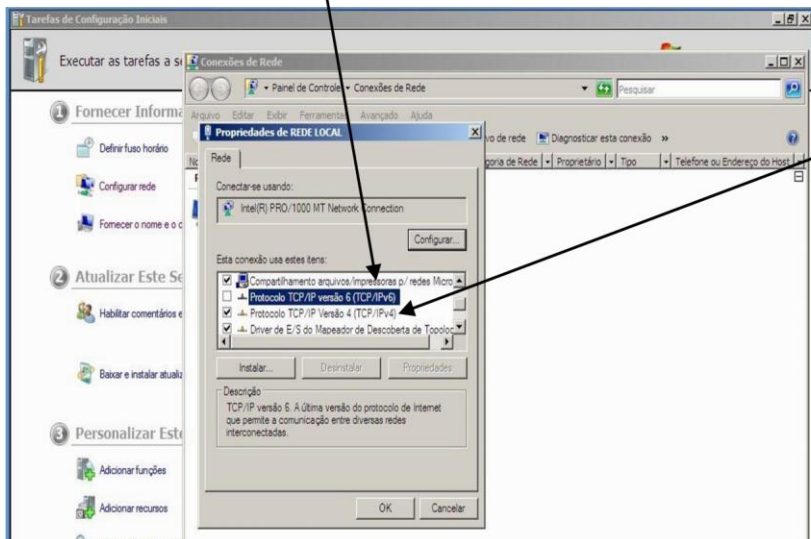 Tarefas de Configuração Iniciais
Executar as tarefas a s
Conexões de Rede
Painel de Controle
Conexões de Rede
Pesquisar
Arquivo Editar Exibir Ferramentas Avançado Ajuda
vo de rede Diagnosticar esta conexão »
goria de Rede Proprietário Tipo Telefone ou Endereço do Host
1 Fornecer Informa
Definir fuso horário
Configurar rede
Fornecer o nome e o
2 Atualizar Este Se
Habilitar comentários e
Baixar e instalar atualiz
3 Personalizar Este
Adicionar funções
Adicionar recursos
Propriedades de REDE LOCAL
Rede
Conectar-se usando:
Intel(R) PRO/1000 MT Network Connection
Configurar...
Esta conexão usa estes itens:
Compartilhamento arquivos/impressoras p/ redes Micro
Protocolo TCP/IP versão 6 (TCP/IPv6)
Protocolo TCP/IP Versão 4 (TCP/IPv4)
Driver de E/S do Mapeador de Descoberta de Topoloc
Instalar... Desinstalar Propriedades
Descrição
TCP/IP versão 6. A última versão do protocolo de Internet
que permite a comunicação entre diversas redes
interconectadas.
OK Cancelar